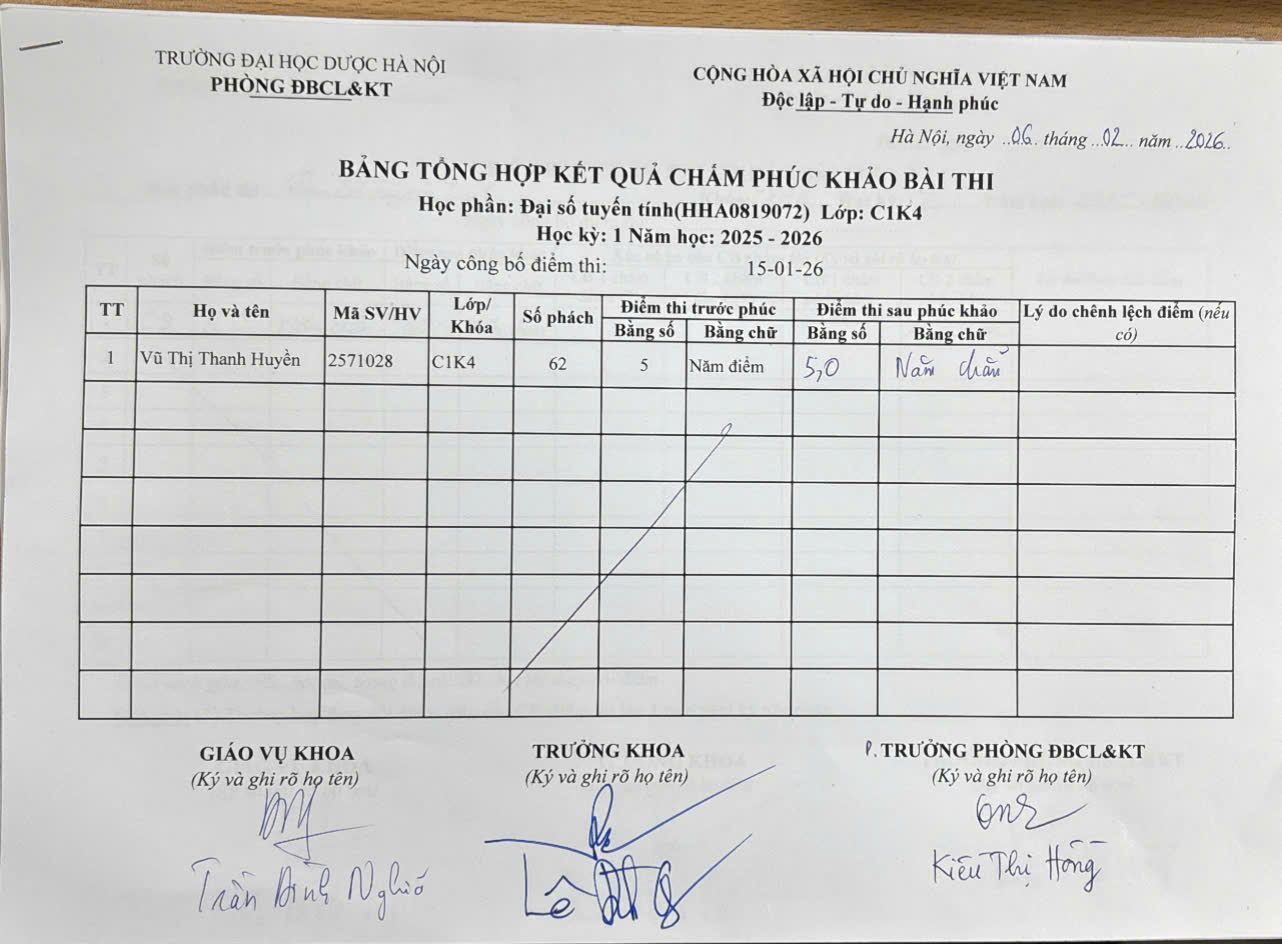 TRƯỜNG ĐẠI HỌC DƯỢC HÀ NỘI
PHÒNG ĐBCL&KT
CỘNG HÒA XÃ HỘI CHỦ NGHĨA VIỆT NAM
Độc lập - Tự do - Hạnh phúc
Hà Nội, ngày ..06.. tháng ...02... năm ..2026..
BẢNG TỔNG HỢP KẾT QUẢ CHẤM PHÚC KHẢO BÀI THI
Học phần: Đại số tuyến tính(HHA0819072) Lớp: C1K4
Học kỳ: 1 Năm học: 2025 - 2026
Ngày công bố điểm thi: 15-01-26
TT Họ và tên Mã SV/HV Lớp/ Khóa Số phách Điểm thi trước phúc Điểm thi sau phúc khảo Lý do chênh lệch điểm (nếu có)
Bằng số Bằng chữ Bằng số Bằng chữ
1 Vũ Thị Thanh Huyền 2571028 C1K4 62 5 Năm điểm 5,0 Năm chẵn
GIÁO VỤ KHOA TRƯỞNG KHOA P. TRƯỞNG PHÒNG ĐBCL&KT
(Ký và ghi rõ họ tên) (Ký và ghi rõ họ tên) (Ký và ghi rõ họ tên)
Trần Đình Lê Kiều Thị Hồng